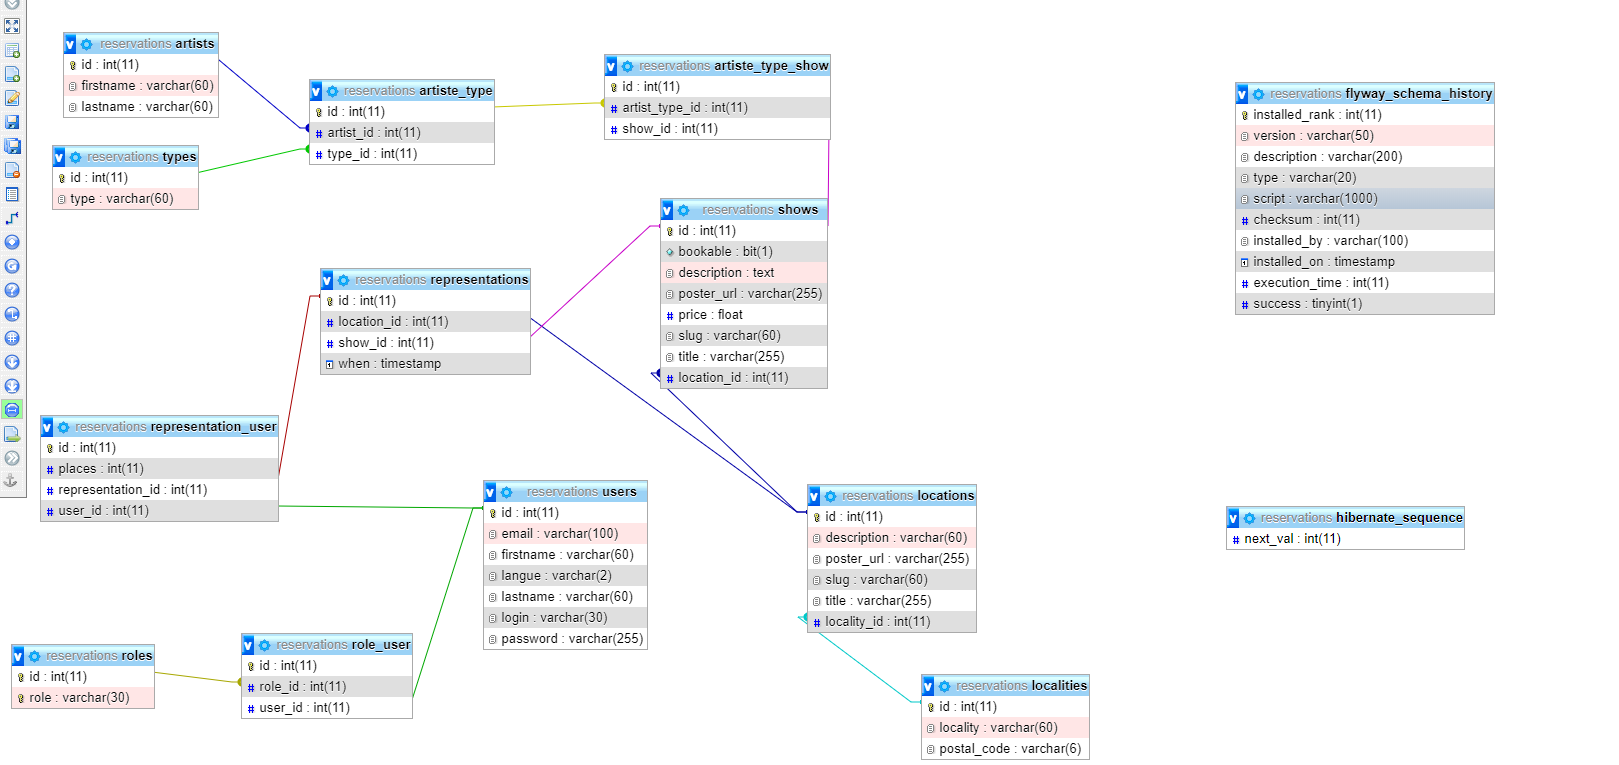 reservations artists
id : int(11)
firstname : varchar(60)
lastname : varchar(60)
reservations types
id : int(11)
type : varchar(60)
reservations artiste_type
id : int(11)
artist_id : int(11)
type_id : int(11)
reservations artiste_type_show
id : int(11)
artist_type_id : int(11)
show_id : int(11)
reservations shows
id : int(11)
bookable : bit(1)
description : text
poster_url : varchar(255)
price : float
slug : varchar(60)
title : varchar(255)
location_id : int(11)
reservations flyway_schema_history
installed_rank : int(11)
version : varchar(50)
description : varchar(200)
type : varchar(20)
script : varchar(1000)
checksum : int(11)
installed_by : varchar(100)
installed_on : timestamp
execution_time : int(11)
success : tinyint(1)
reservations representations
id : int(11)
location_id : int(11)
show_id : int(11)
when : timestamp
reservations representation_user
id : int(11)
places : int(11)
representation_id : int(11)
user_id : int(11)
reservations users
id : int(11)
email : varchar(100)
firstname : varchar(60)
langue : varchar(2)
lastname : varchar(60)
login : varchar(30)
password : varchar(255)
reservations locations
id : int(11)
description : varchar(60)
poster_url : varchar(255)
slug : varchar(60)
title : varchar(255)
locality_id : int(11)
reservations hibernate_sequence
next_val : int(11)
reservations roles
id : int(11)
role : varchar(30)
reservations role_user
id : int(11)
role_id : int(11)
user_id : int(11)
reservations localities
id : int(11)
locality : varchar(60)
postal_code : varchar(6)